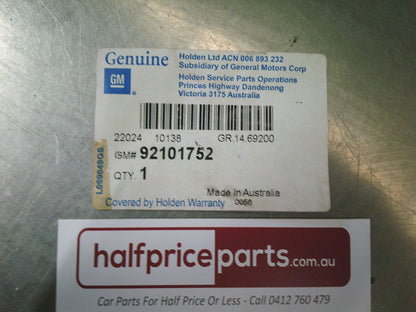 Genuine
Holden Ltd ACN 006 893 232
Subsidiary of General Motors Corp
Holden Service Parts Operations
Princes Highway Dandenong
Victoria 3175 Australia
GM
22024 10138 GR.14.69200
GM# 92101752
QTY. 1
L069049GS
Made In Australia
Covered by Holden Warranty 0056
halfpriceparts.com.au
Car Parts For Half Price Or Less - Call 0412 760 479